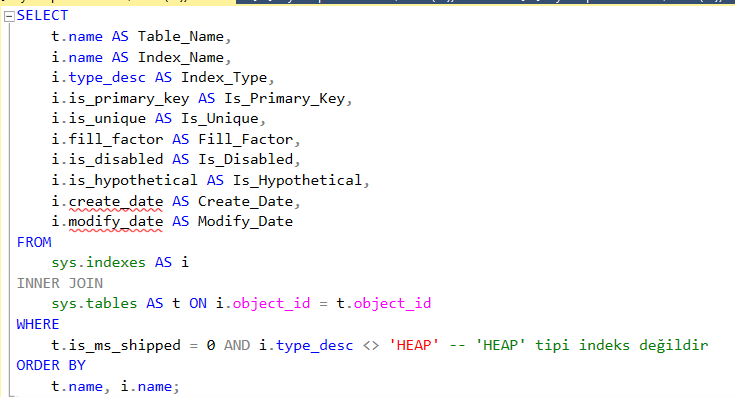 SELECT
t.name AS Table_Name,
i.name AS Index_Name,
i.type_desc AS Index_Type,
i.is_primary_key AS Is_Primary_Key,
i.is_unique AS Is_Unique,
i.fill_factor AS Fill_Factor,
i.is_disabled AS Is_Disabled,
i.is_hypothetical AS Is_Hypothetical,
i.create_date AS Create_Date,
i.modify_date AS Modify_Date
FROM
sys.indexes AS i
INNER JOIN
sys.tables AS t ON i.object_id = t.object_id
WHERE
t.is_ms_shipped = 0 AND i.type_desc <> 'HEAP' -- 'HEAP' tipi indeks değildir
ORDER BY
t.name, i.name;